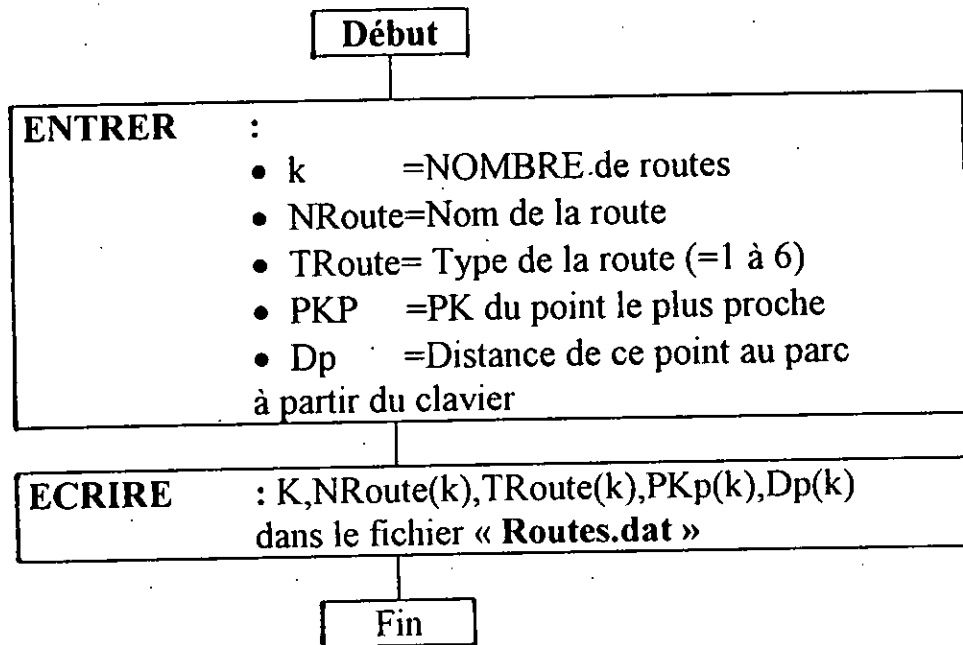 Début
ENTRER :
• k =NOMBRE de routes
• NRoute=Nom de la route
• TRoute= Type de la route (=1 à 6)
• PKP =PK du point le plus proche
• Dp =Distance de ce point au parc
à partir du clavier
ECRIRE : K,NRoute(k),TRoute(k),PKp(k),Dp(k)
dans le fichier « Routes.dat »
Fin